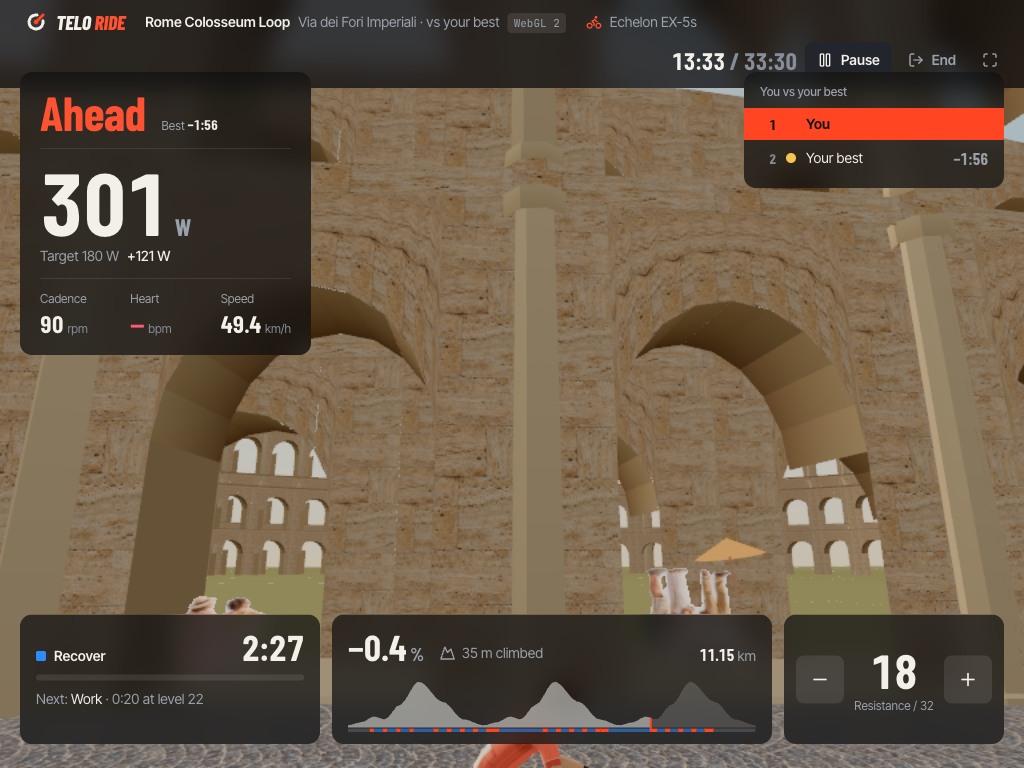 TELO RIDE Rome Colosseum Loop Via dei Fori Imperiali · vs your best WebGL 2 Echelon EX-5s
13:33 / 33:30 Pause End
Ahead Best −1:56
301 W
Target 180 W +121 W
Cadence Heart Speed
90 rpm — bpm 49.4 km/h
You vs your best
1 You
2 Your best −1:56
Recover 2:27
Next: Work · 0:20 at level 22
−0.4 % 35 m climbed 11.15 km
− 18 +
Resistance / 32